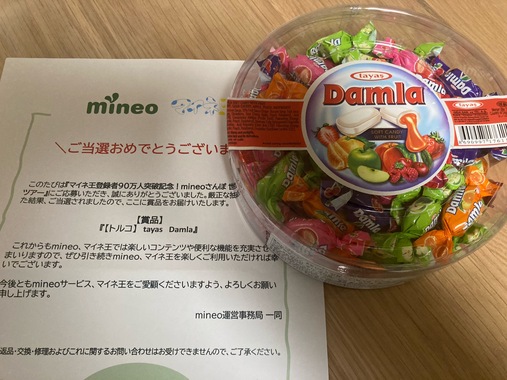 mineo
＼ご当選おめでとうございま
このたびは『マイネ王登録者90万人突破記念！mineoさんぽ 世
ツアー』にご応募いただき、誠にありがとうございました。厳正な抽
た結果、ご当選されましたので、ここに賞品をお届けいたします。
【賞品】
『【トルコ】 tayas Damla』
これからもmineo、マイネ王では楽しいコンテンツや便利な機能を充実させ
まいりますので、ぜひ引き続きmineo、マイネ王を楽しくご利用いただければ幸
いでございます。
今後ともmineoサービス、マイネ王をご愛顧くださいますよう、よろしくお願い
申し上げます。
mineo運営事務局 一同
返品・交換・修理およびこれに関するお問い合わせはお受けできませんので、ご了承ください。
tayas
Damla
SOFT CANDY
WITH FRUIT